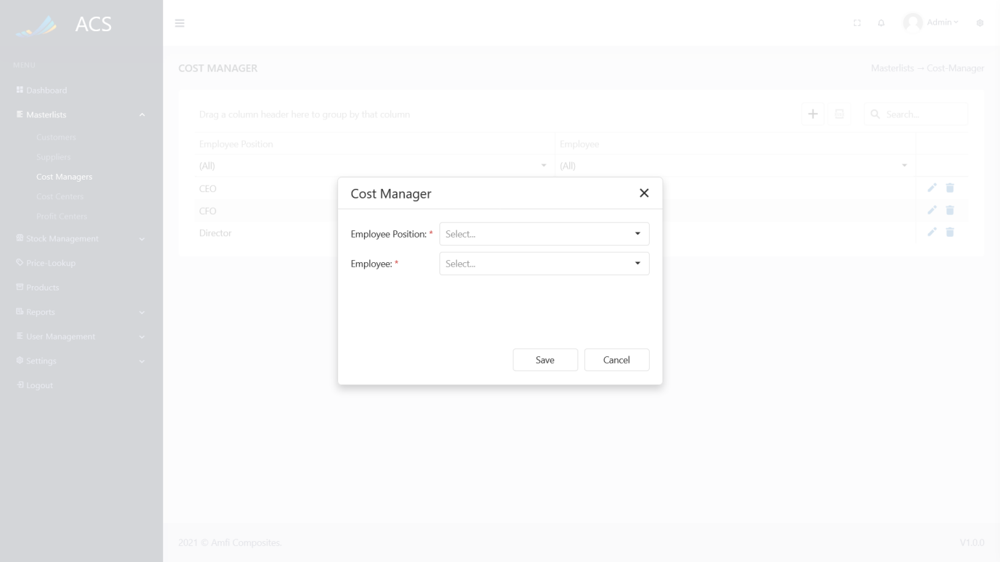 ACS
Admin
MENU
COST MANAGER
Masterlists → Cost-Manager
Dashboard
Drag a column header here to group by that column
Search...
Masterlists
Customers
Employee Position
Employee
Suppliers
(All)
(All)
Cost Managers
CEO
Cost Manager
Cost Centers
CFO
Profit Centers
Director
Employee Position: *
Select...
Stock Management
Price-Lookup
Employee: *
Select...
Products
Reports
User Management
Settings
Save
Cancel
Logout
2021 © Amfi Composites.
V1.0.0